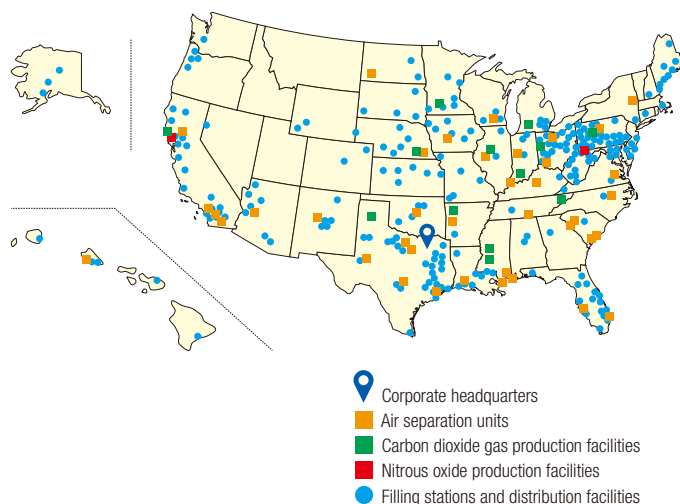 Corporate headquarters
Air separation units
Carbon dioxide gas production facilities
Nitrous oxide production facilities
Filling stations and distribution facilities